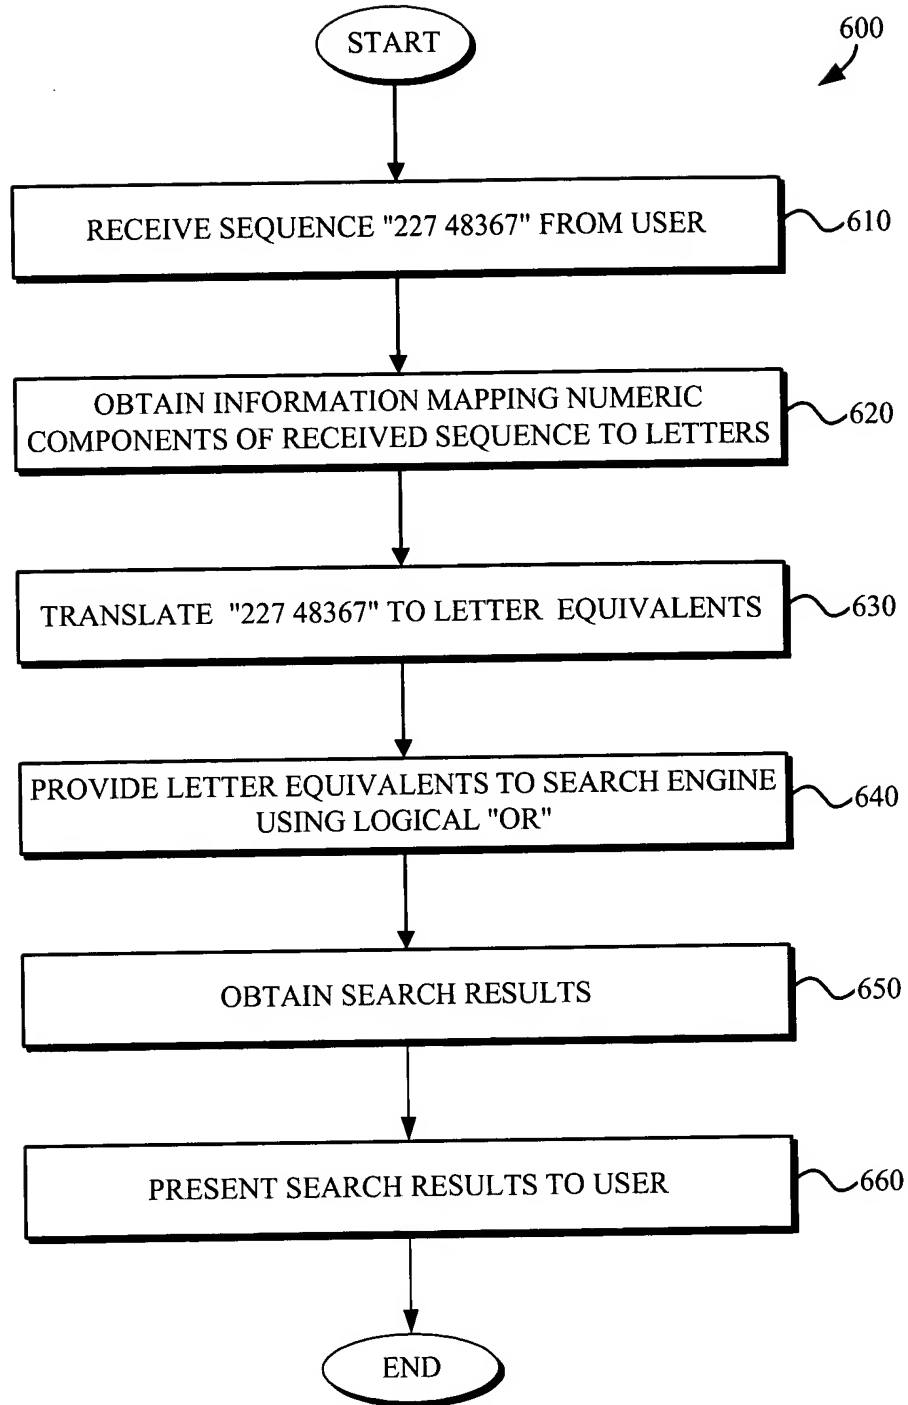 START
600
RECEIVE SEQUENCE "227 48367" FROM USER
610
OBTAIN INFORMATION MAPPING NUMERIC
COMPONENTS OF RECEIVED SEQUENCE TO LETTERS
620
TRANSLATE "227 48367" TO LETTER EQUIVALENTS
630
PROVIDE LETTER EQUIVALENTS TO SEARCH ENGINE
USING LOGICAL "OR"
640
OBTAIN SEARCH RESULTS
650
PRESENT SEARCH RESULTS TO USER
660
END